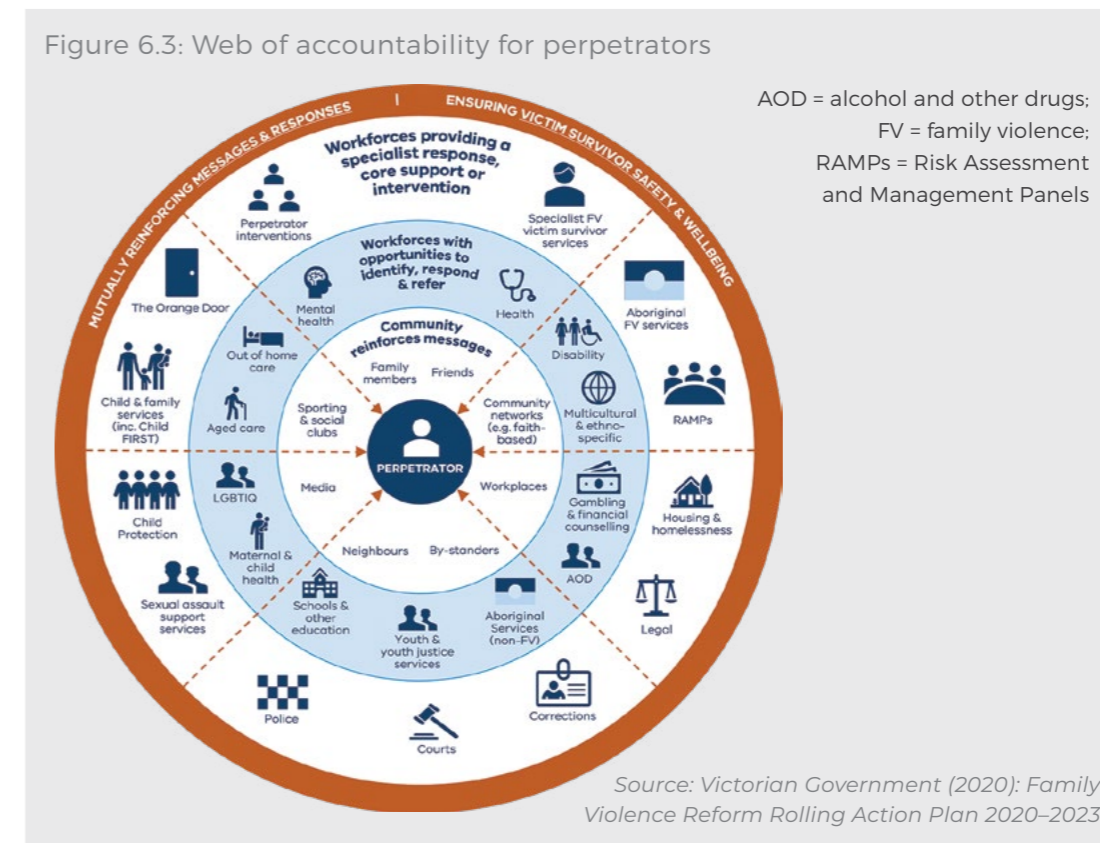 Figure 6.3: Web of accountability for perpetrators
AOD = alcohol and other drugs;
FV = family violence;
RAMPs = Risk Assessment
and Management Panels
MUTUALLY REINFORCING MESSAGES & RESPONSES
|
ENSURING VICTIM SURVIVOR SAFETY & WELLBEING
Workforces providing a
specialist response,
core support or
intervention
Perpetrator
interventions
Specialist FV
victim survivor
services
The Orange Door
Aboriginal
FV services
Child & family
services
(inc. Child
FIRST)
RAMPs
Child
Protection
Housing &
homelessness
Sexual assault
support
services
Legal
Police
Courts
Corrections
Workforces with
opportunities to
identify, respond
& refer
Mental
health
Health
Out of home
care
Disability
Aged care
Multicultural
& ethno-
specific
LGBTIQ
Gambling
& financial
counselling
Maternal &
child
health
AOD
Schools &
other
education
Youth &
youth justice
services
Aboriginal
Services
(non-FV)
Community
reinforces messages
Family
members
Friends
Sporting
& social
clubs
Community
networks
(e.g. faith-
based)
PERPETRATOR
Media
Workplaces
Neighbours
By-standers
Source: Victorian Government (2020): Family
Violence Reform Rolling Action Plan 2020–2023